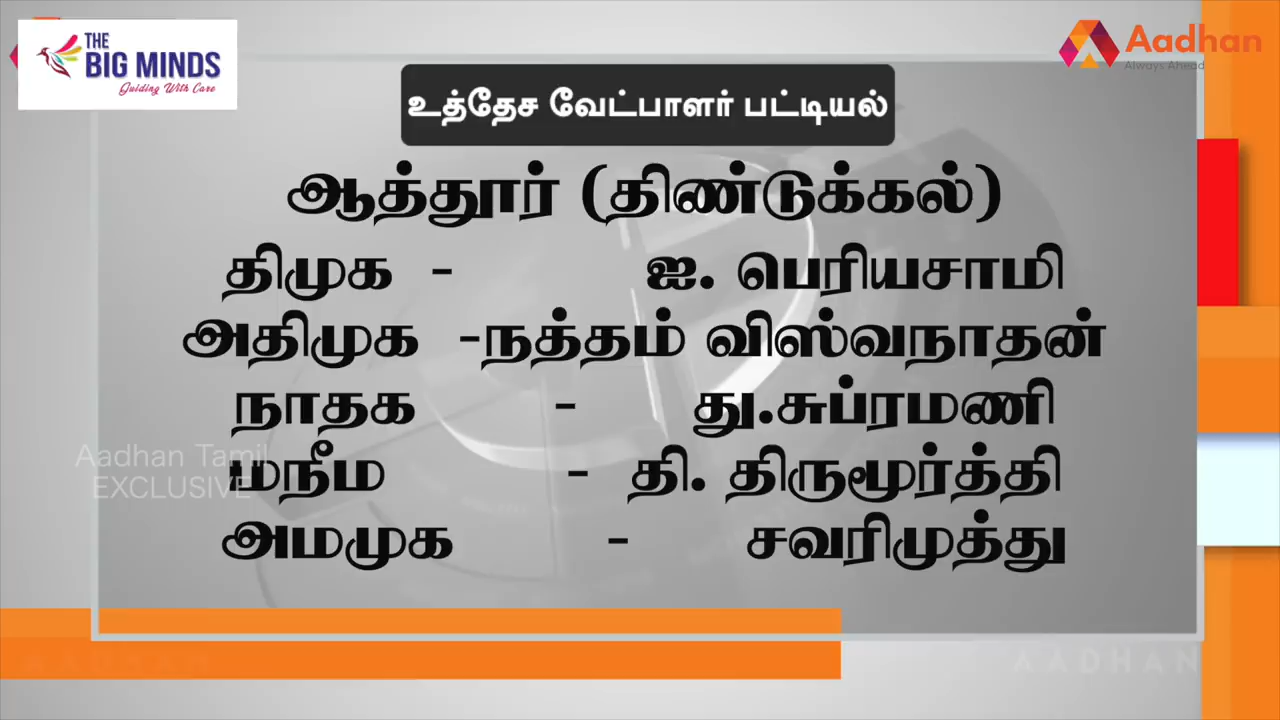 THE
BIG MINDS
Guiding With Care
Aadhan
Always Ahead
உத்தேச வேட்பாளர் பட்டியல்
ஆத்தூர் (திண்டுக்கல்)
திமுக - ஐ. பெரியசாமி
அதிமுக -நத்தம் விஸ்வநாதன்
நாதக - து.சுப்ரமணி
மநீம - தி. திருமூர்த்தி
அமமுக - சவரிமுத்து
Aadhan Tamil
EXCLUSIVE
AADHAN
AADHAN